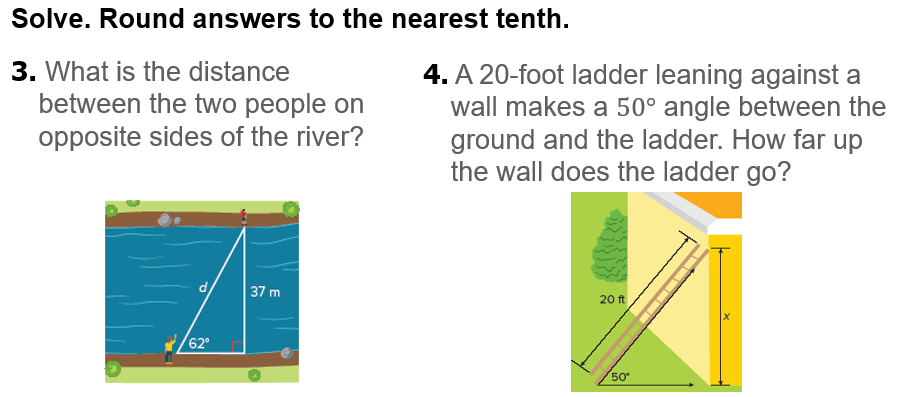 Solve. Round answers to the nearest tenth.
3. What is the distance
between the two people on
opposite sides of the river?
d
37 m
62°
4. A 20-foot ladder leaning against a
wall makes a 50° angle between the
ground and the ladder. How far up
the wall does the ladder go?
20 ft
x
50°